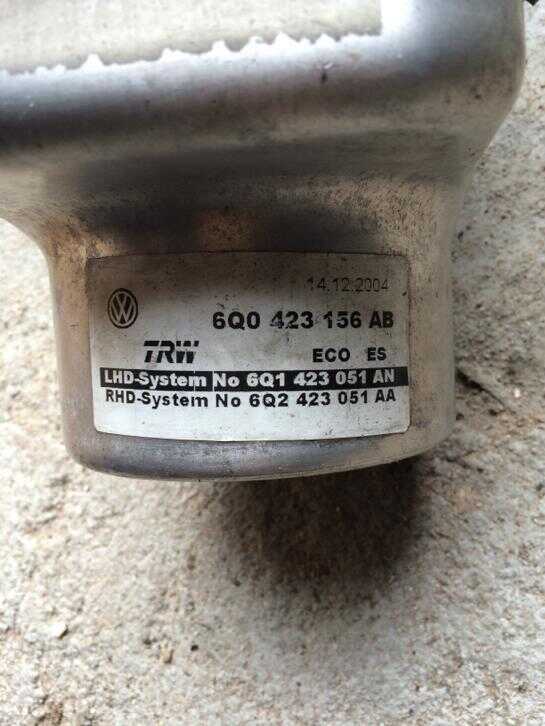 14.12.2004
6Q0 423 156 AB
TRW ECO ES
LHD-System No 6Q1 423 051 AN
RHD-System No 6Q2 423 051 AA